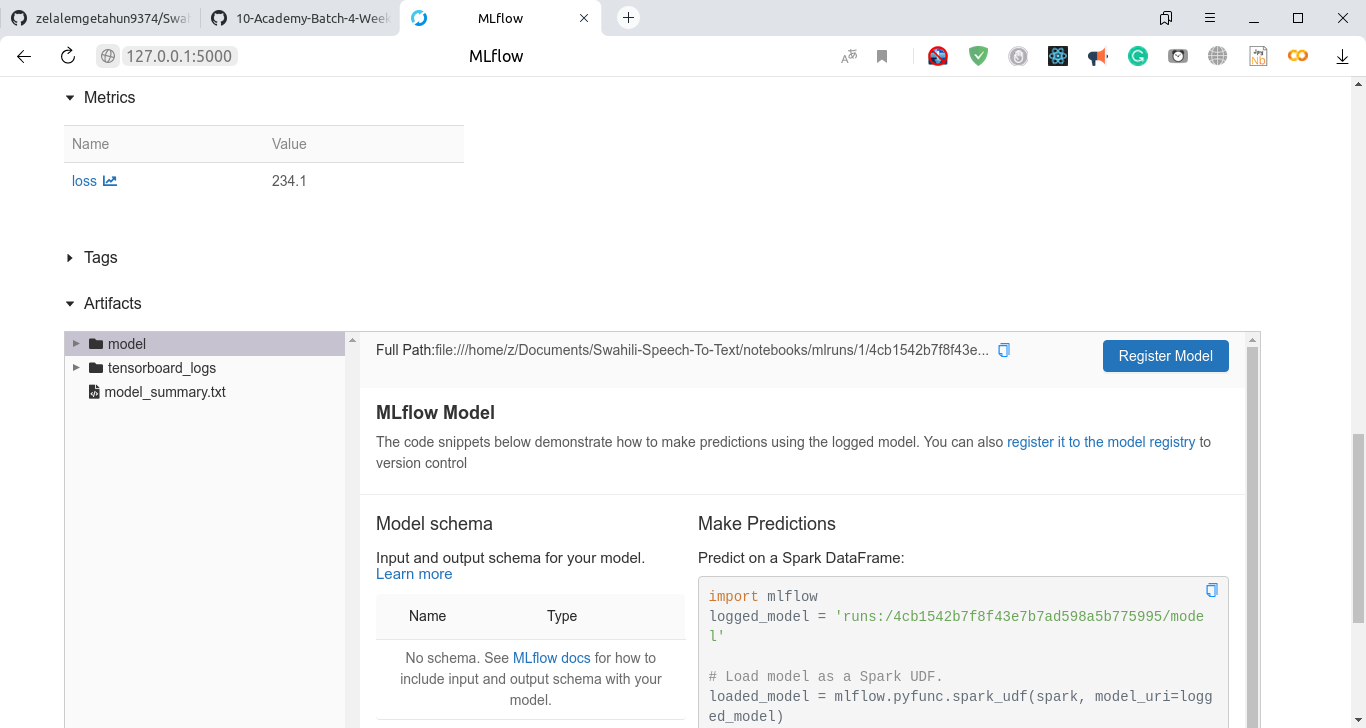 zelalemgetahun9374/Swah
10-Academy-Batch-4-Week
MLflow
127.0.0.1:5000
MLflow
Metrics
Name Value
loss 234.1
Tags
Artifacts
model
tensorboard_logs
model_summary.txt
Full Path:file:///home/z/Documents/Swahili-Speech-To-Text/notebooks/mlruns/1/4cb1542b7f8f43e...
Register Model
MLflow Model
The code snippets below demonstrate how to make predictions using the logged model. You can also register it to the model registry to
version control
Model schema
Input and output schema for your model.
Learn more
Name Type
No schema. See MLflow docs for how to
include input and output schema with your
model.
Make Predictions
Predict on a Spark DataFrame:
import mlflow
logged_model = 'runs:/4cb1542b7f8f43e7b7ad598a5b775995/mode
l'
# Load model as a Spark UDF.
loaded_model = mlflow.pyfunc.spark_udf(spark, model_uri=logg
ed_model)